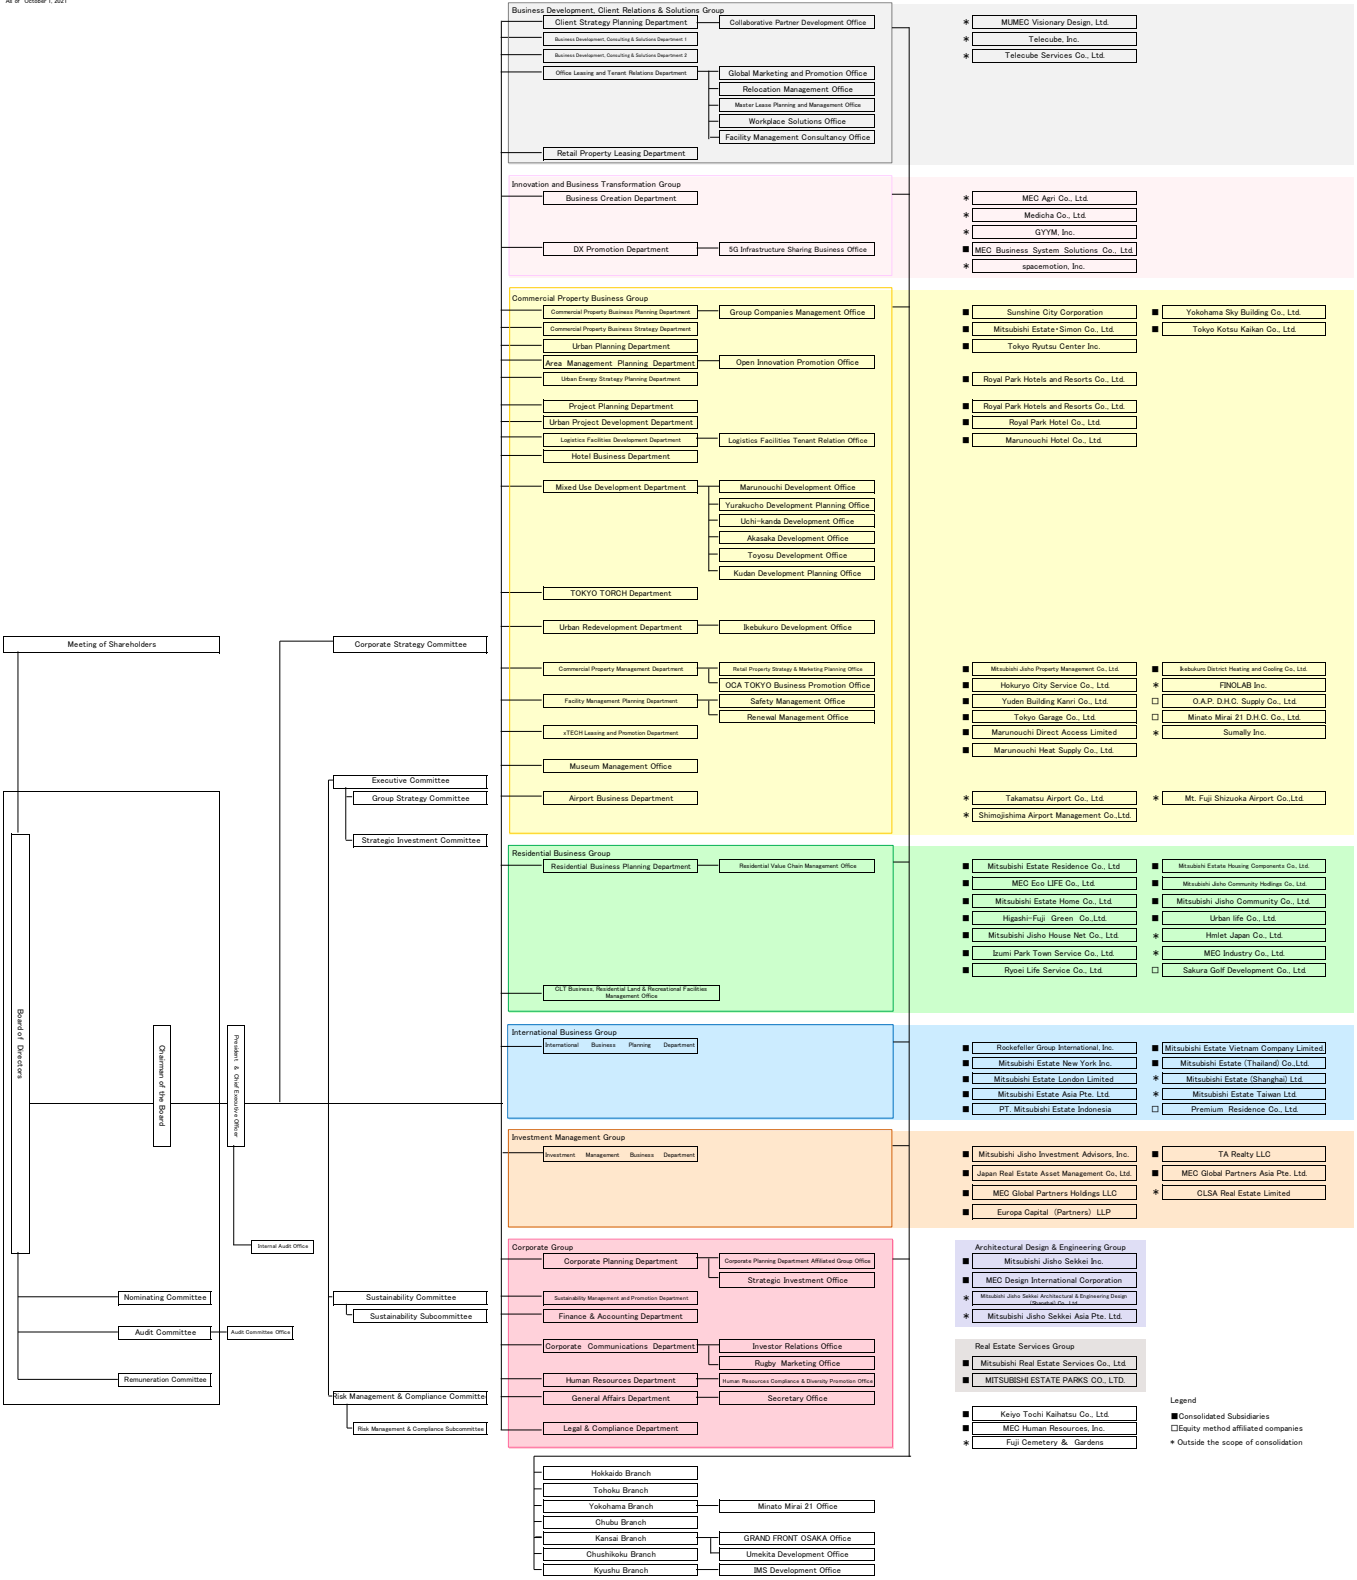 As of October 1, 2021
Business Development, Client Relations & Solutions Group
Client Strategy Planning Department
Collaborative Partner Development Office
Business Development, Consulting & Solutions Department 1
Business Development, Consulting & Solutions Department 2
Office Leasing and Tenant Relations Department
Global Marketing and Promotion Office
Relocation Management Office
Master Lease Planning and Management Office
Workplace Solutions Office
Facility Management Consultancy Office
Retail Property Leasing Department
* MUMEC Visionary Design, Ltd.
* Telecube, Inc.
* Telecube Services Co., Ltd.
Innovation and Business Transformation Group
Business Creation Department
DX Promotion Department
5G Infrastructure Sharing Business Office
* MEC Agri Co., Ltd.
* Medicha Co., Ltd.
* GYYM, Inc.
■ MEC Business System Solutions Co., Ltd.
* spacemotion, Inc.
Commercial Property Business Group
Commercial Property Business Planning Department
Group Companies Management Office
Commercial Property Business Strategy Department
Urban Planning Department
Area Management Planning Department
Open Innovation Promotion Office
Urban Energy Strategy Planning Department
Project Planning Department
Urban Project Development Department
Logistics Facilities Development Department
Logistics Facilities Tenant Relation Office
Hotel Business Department
Mixed Use Development Department
Marunouchi Development Office
Yurakucho Development Planning Office
Uchi-kanda Development Office
Akasaka Development Office
Toyosu Development Office
Kudan Development Planning Office
TOKYO TORCH Department
Urban Redevelopment Department
Ikebukuro Development Office
Commercial Property Management Department
Retail Property Strategy & Marketing Planning Office
OCA TOKYO Business Promotion Office
Facility Management Planning Department
Safety Management Office
Renewal Management Office
xTECH Leasing and Promotion Department
Museum Management Office
Airport Business Department
■ Sunshine City Corporation
■ Yokohama Sky Building Co., Ltd.
■ Mitsubishi Estate・Simon Co., Ltd.
■ Tokyo Kotsu Kaikan Co., Ltd.
■ Tokyo Ryutsu Center Inc.
■ Royal Park Hotels and Resorts Co., Ltd.
■ Royal Park Hotels and Resorts Co., Ltd.
■ Royal Park Hotel Co., Ltd.
■ Marunouchi Hotel Co., Ltd.
■ Mitsubishi Jisho Property Management Co., Ltd.
■ Ikebukuro District Heating and Cooling Co., Ltd.
■ Hokuryo City Service Co., Ltd.
* FINOLAB Inc.
■ Yuden Building Kanri Co., Ltd.
□ O.A.P. D.H.C. Supply Co., Ltd.
■ Tokyo Garage Co., Ltd.
□ Minato Mirai 21 D.H.C. Co., Ltd.
■ Marunouchi Direct Access Limited
* Sumally Inc.
■ Marunouchi Heat Supply Co., Ltd.
* Takamatsu Airport Co., Ltd.
* Mt. Fuji Shizuoka Airport Co.,Ltd.
* Shimojishima Airport Management Co.,Ltd.
Meeting of Shareholders
Board of Directors
Chairman of the Board
President & Chief Executive Officer
Internal Audit Office
Nominating Committee
Audit Committee
Audit Committee Office
Remuneration Committee
Corporate Strategy Committee
Executive Committee
Group Strategy Committee
Strategic Investment Committee
Sustainability Committee
Sustainability Subcommittee
Risk Management & Compliance Committe
Risk Management & Compliance Subcommittee
Residential Business Group
Residential Business Planning Department
Residential Value Chain Management Office
CLT Business, Residential Land & Recreational Facilities
Management Office
■ Mitsubishi Estate Residence Co., Ltd
■ Mitsubishi Estate Housing Components Co., Ltd.
■ MEC Eco LIFE Co., Ltd.
■ Mitsubishi Jisho Community Hodlings Co., Ltd.
■ Mitsubishi Estate Home Co., Ltd.
■ Mitsubishi Jisho Community Co., Ltd.
■ Higashi-Fuji Green Co.,Ltd.
■ Urban life Co., Ltd.
■ Mitsubishi Jisho House Net Co., Ltd.
* Hmlet Japan Co., Ltd.
■ Izumi Park Town Service Co., Ltd.
* MEC Industry Co., Ltd.
■ Ryoei Life Service Co., Ltd.
□ Sakura Golf Development Co., Ltd.
International Business Group
International Business Planning Department
■ Rockefeller Group International, Inc.
■ Mitsubishi Estate Vietnam Company Limited.
■ Mitsubishi Estate New York Inc.
■ Mitsubishi Estate (Thailand) Co.,Ltd.
■ Mitsubishi Estate London Limited
* Mitsubishi Estate (Shanghai) Ltd.
■ Mitsubishi Estate Asia Pte. Ltd.
* Mitsubishi Estate Taiwan Ltd.
■ PT. Mitsubishi Estate Indonesia
□ Premium Residence Co., Ltd.
Investment Management Group
Investment Management Business Department
■ Mitsubishi Jisho Investment Advisors, Inc.
■ TA Realty LLC
■ Japan Real Estate Asset Management Co., Ltd.
■ MEC Global Partners Asia Pte. Ltd.
■ MEC Global Partners Holdings LLC
* CLSA Real Estate Limited
■ Europa Capital (Partners) LLP
Corporate Group
Corporate Planning Department
Corporate Planning Department Affiliated Group Office
Strategic Investment Office
Sustainability Management and Promotion Department
Finance & Accounting Department
Corporate Communications Department
Investor Relations Office
Rugby Marketing Office
Human Resources Department
Human Resources Compliance & Diversity Promotion Office
General Affairs Department
Secretary Office
Legal & Compliance Department
Architectural Design & Engineering Group
■ Mitsubishi Jisho Sekkei Inc.
■ MEC Design International Corporation
* Mitsubishi Jisho Sekkei Architectural & Engineering Design
(Shanghai) Co., Ltd.
* Mitsubishi Jisho Sekkei Asia Pte. Ltd.
Real Estate Services Group
■ Mitsubishi Real Estate Services Co., Ltd.
■ MITSUBISHI ESTATE PARKS CO., LTD.
■ Keiyo Tochi Kaihatsu Co., Ltd.
■ MEC Human Resources, Inc.
* Fuji Cemetery & Gardens
Legend
■Consolidated Subsidiaries
□Equity method affiliated companies
* Outside the scope of consolidation
Hokkaido Branch
Tohoku Branch
Yokohama Branch
Minato Mirai 21 Office
Chubu Branch
Kansai Branch
GRAND FRONT OSAKA Office
Chushikoku Branch
Umekita Development Office
Kyushu Branch
IMS Development Office